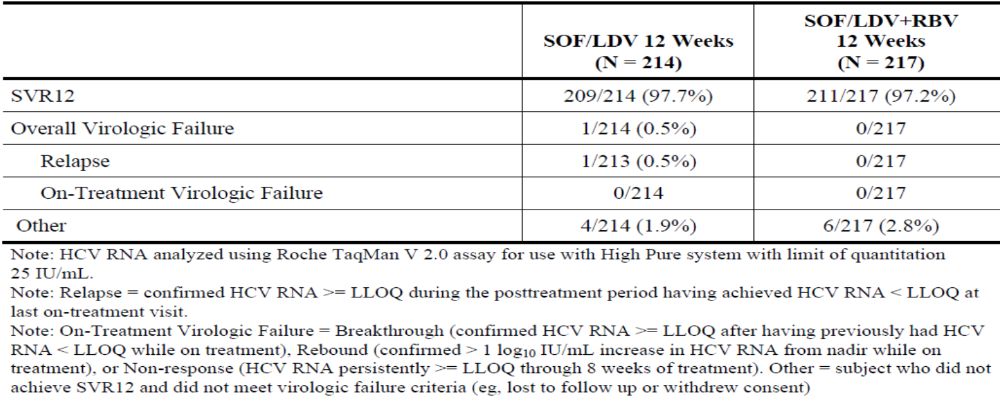 SOF/LDV 12 Weeks
(N = 214)
SOF/LDV+RBV
12 Weeks
(N = 217)
SVR12 209/214 (97.7%) 211/217 (97.2%)
Overall Virologic Failure 1/214 (0.5%) 0/217
Relapse 1/213 (0.5%) 0/217
On-Treatment Virologic Failure 0/214 0/217
Other 4/214 (1.9%) 6/217 (2.8%)
Note: HCV RNA analyzed using Roche TaqMan V 2.0 assay for use with High Pure system with limit of quantitation
25 IU/mL.
Note: Relapse = confirmed HCV RNA >= LLOQ during the posttreatment period having achieved HCV RNA < LLOQ at
last on-treatment visit.
Note: On-Treatment Virologic Failure = Breakthrough (confirmed HCV RNA >= LLOQ after having previously had HCV
RNA < LLOQ while on treatment), Rebound (confirmed > 1 log10 IU/mL increase in HCV RNA from nadir while on
treatment), or Non-response (HCV RNA persistently >= LLOQ through 8 weeks of treatment). Other = subject who did not
achieve SVR12 and did not meet virologic failure criteria (eg, lost to follow up or withdrew consent)